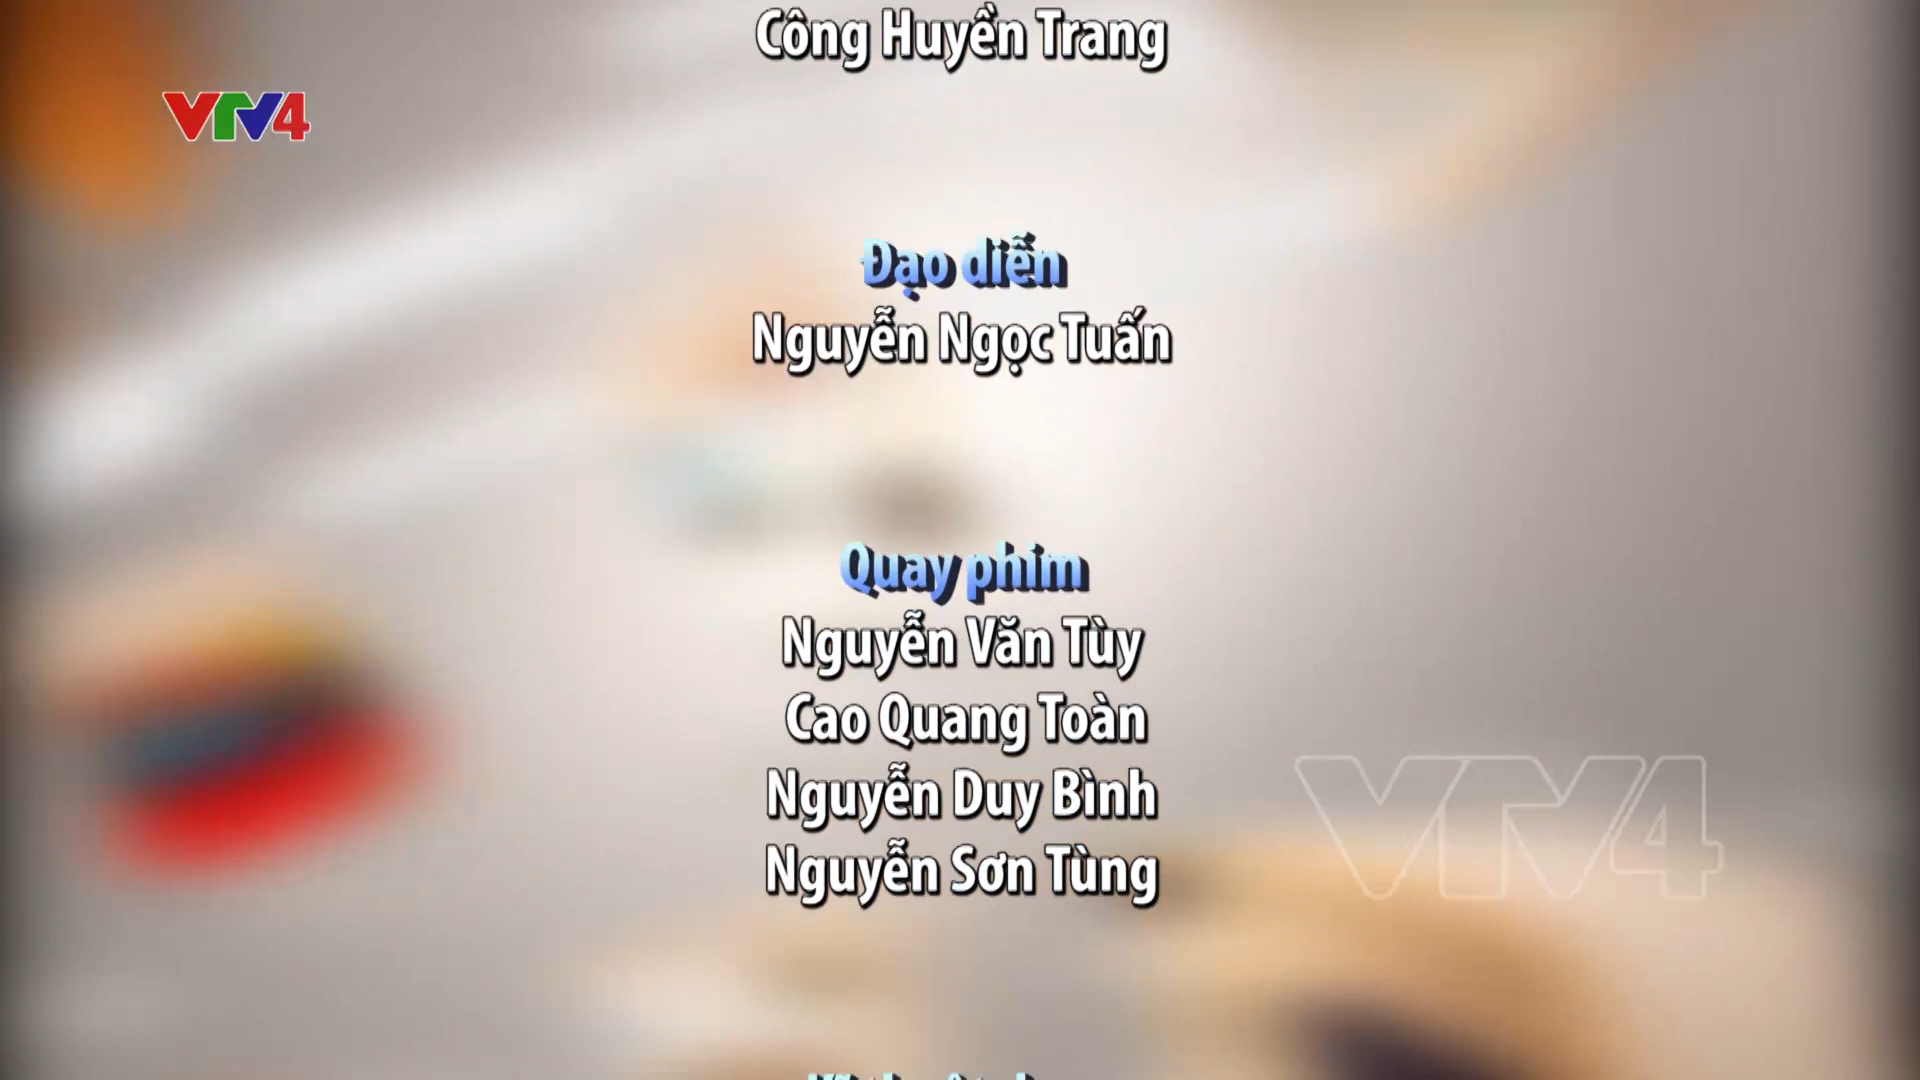 Công Huyền Trang
VTV4
Đạo diễn
Nguyễn Ngọc Tuấn
Quay phim
Nguyễn Văn Tùy
Cao Quang Toàn
Nguyễn Duy Bình
Nguyễn Sơn Tùng
VTV4